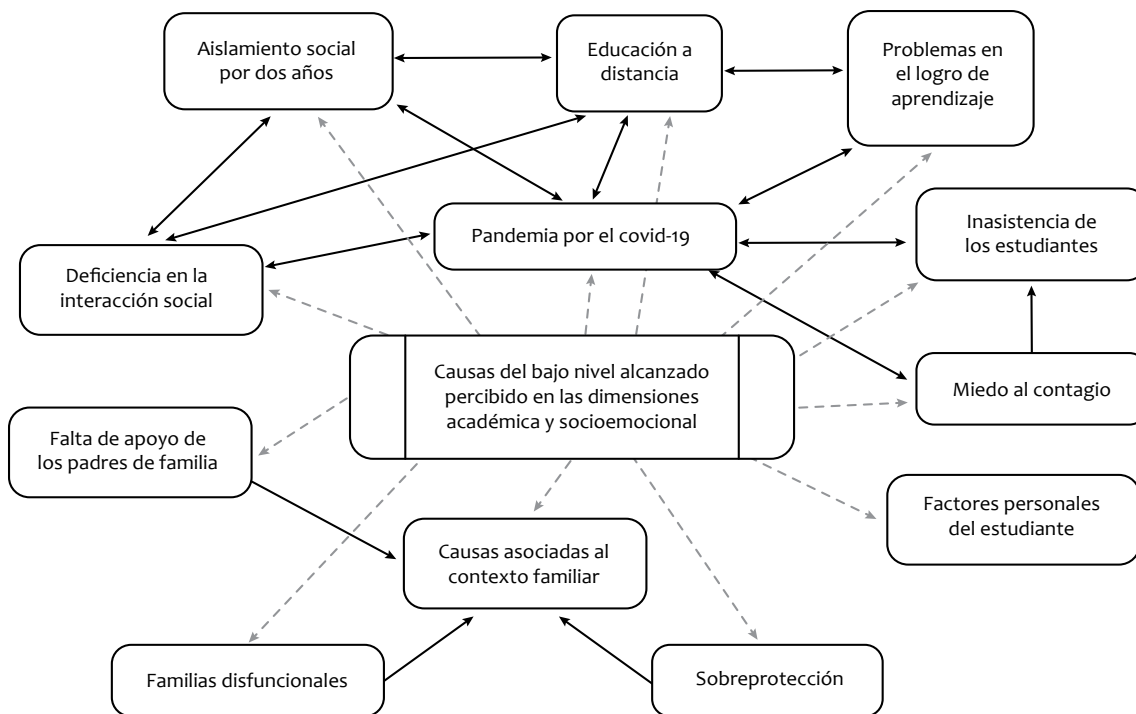 Aislamiento social
por dos años
Educación a
distancia
Problemas en
el logro de
aprendizaje
Pandemia por el covid-19
Inasistencia de
los estudiantes
Deficiencia en la
interacción social
Causas del bajo nivel alcanzado
percibido en las dimensiones
académica y socioemocional
Miedo al contagio
Falta de apoyo de
los padres de familia
Factores personales
del estudiante
Causas asociadas al
contexto familiar
Familias disfuncionales
Sobreprotección